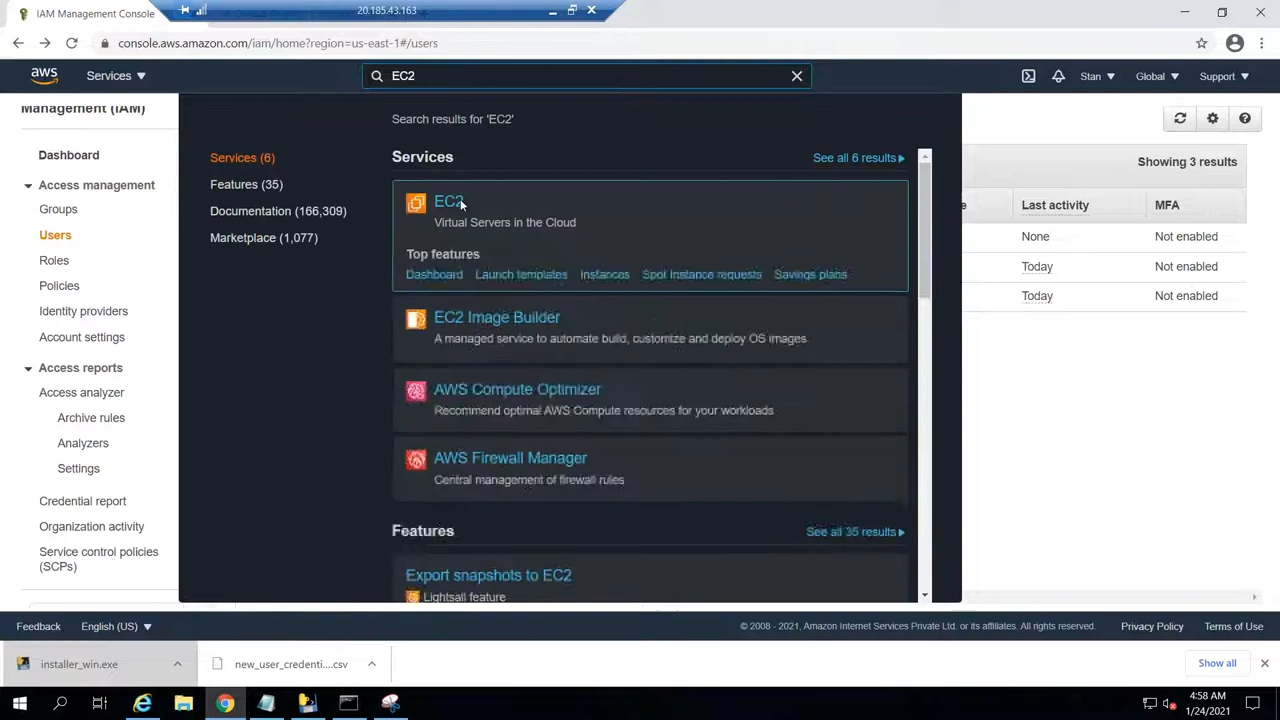 IAM Management Console
20.185.43.163
console.aws.amazon.com/iam/home?region=us-east-1#/users
aws
Services
EC2
Stan
Global
Support
Management (IAM)
Dashboard
Access management
Groups
Users
Roles
Policies
Identity providers
Account settings
Access reports
Access analyzer
Archive rules
Analyzers
Settings
Credential report
Organization activity
Service control policies
(SCPs)
Search results for 'EC2'
Services (6)
Features (35)
Documentation (166,309)
Marketplace (1,077)
Services
See all 6 results
EC2
Virtual Servers in the Cloud
Top features
Dashboard Launch templates Instances Spot Instance requests Savings plans
EC2 Image Builder
A managed service to automate build, customize and deploy OS images
AWS Compute Optimizer
Recommend optimal AWS Compute resources for your workloads
AWS Firewall Manager
Central management of firewall rules
Features
See all 35 results
Export snapshots to EC2
Lightsail feature
Showing 3 results
Last activity MFA
None Not enabled
Today Not enabled
Today Not enabled
Feedback English (US)
© 2008 - 2021, Amazon Internet Services Private Ltd. or its affiliates. All rights reserved. Privacy Policy Terms of Use
installer_win.exe
new_user_credenti....csv
Show all
4:58 AM
1/24/2021